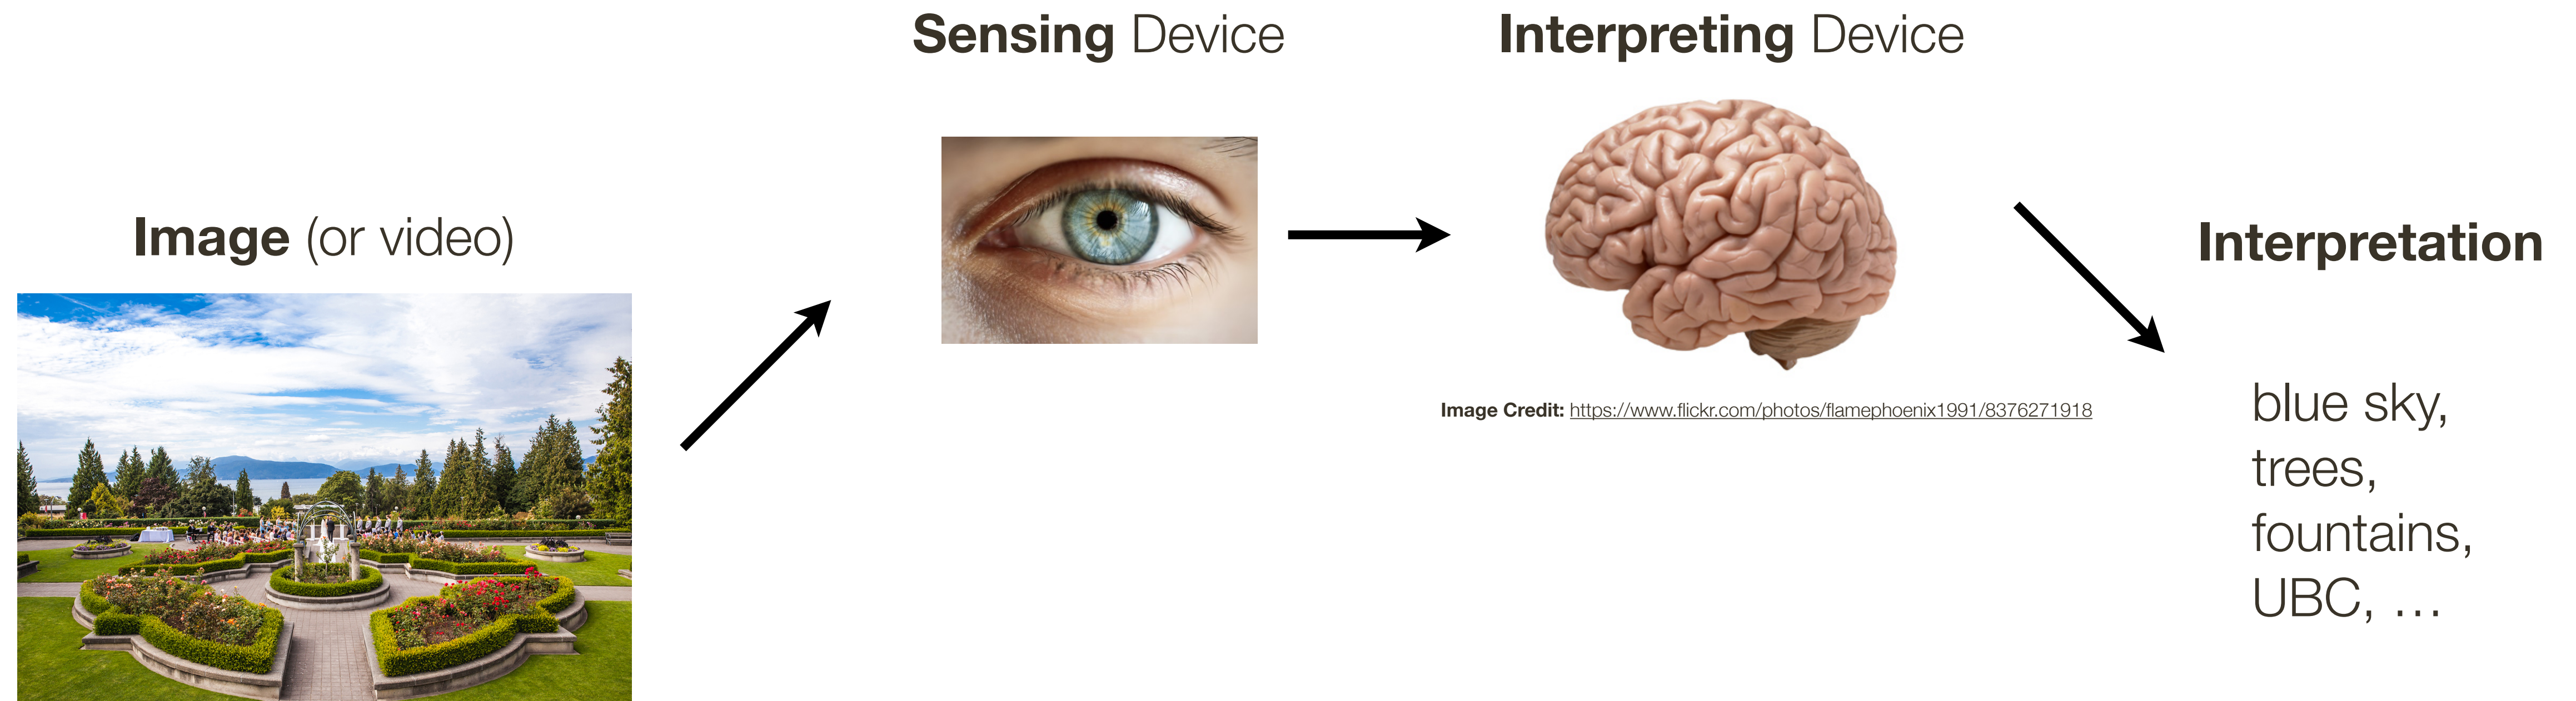 Sensing Device
Interpreting Device
Image (or video)
Interpretation
Image Credit: https://www.flickr.com/photos/flamephoenix1991/8376271918
blue sky,
trees,
fountains,
UBC, …